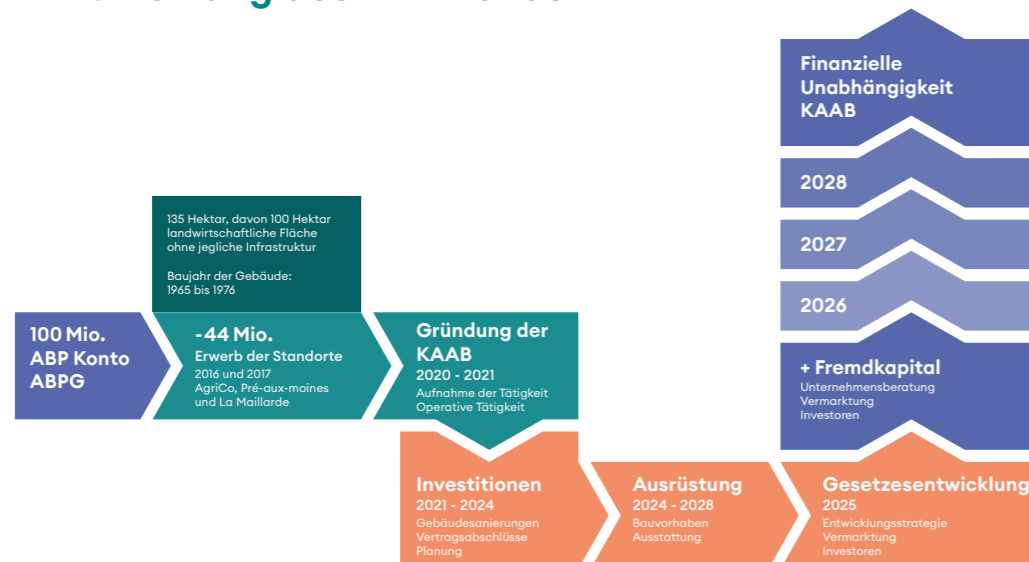 100 Mio.
ABP Konto
ABPG
135 Hektar, davon 100 Hektar
landwirtschaftliche Fläche
ohne jegliche Infrastruktur
Baujahr der Gebäude:
1965 bis 1976
-44 Mio.
Erwerb der Standorte
2016 und 2017
AgriCo, Pré-aux-moines
und La Maillarde
Gründung der
KAAB
2020 - 2021
Aufnahme der Tätigkeit
Operative Tätigkeit
Investitionen
2021 - 2024
Gebäudesanierungen
Vertragsabschlüsse
Planung
Ausrüstung
2024 - 2028
Bauvorhaben
Ausstattung
Gesetzesentwicklung
2025
Entwicklungsstrategie
Vermarktung
Investoren
+ Fremdkapital
Unternehmensberatung
Vermarktung
Investoren
2026
2027
2028
Finanzielle
Unabhängigkeit
KAAB